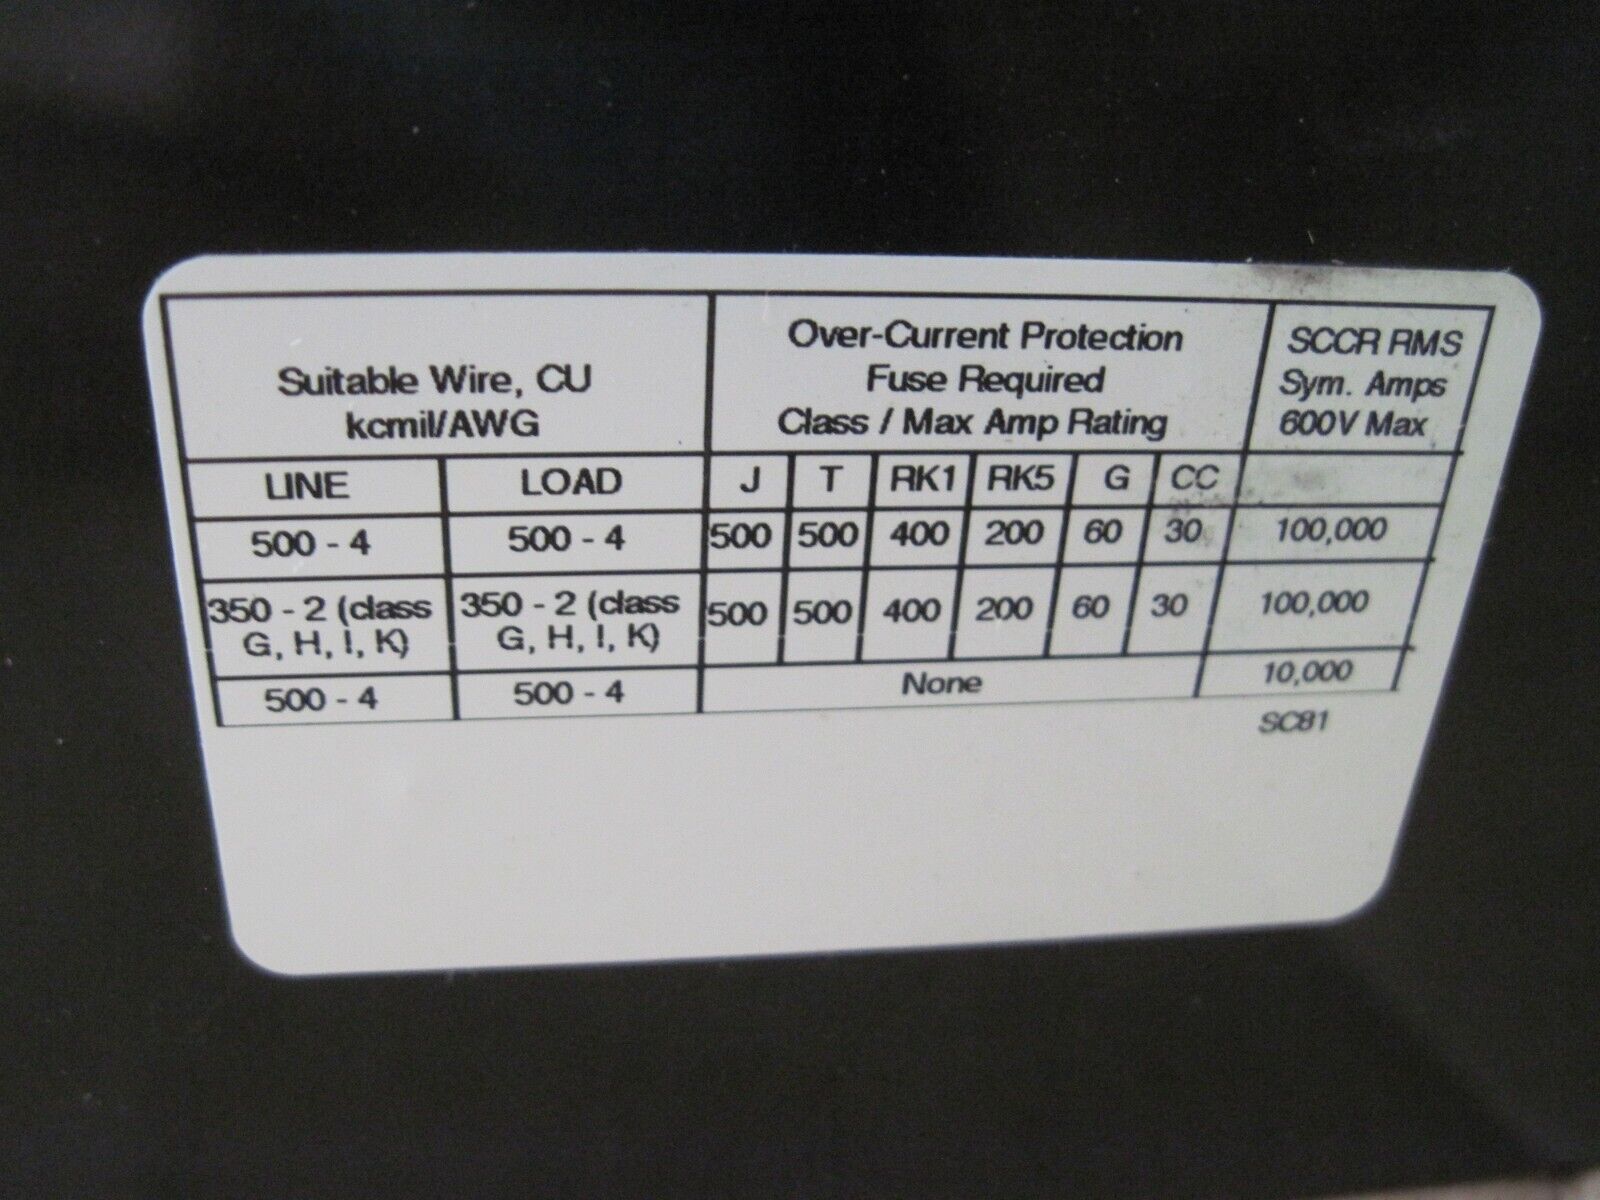 Suitable Wire, CU
kcmil/AWG
Over-Current Protection
Fuse Required
Class / Max Amp Rating
SCCR RMS
Sym. Amps
600V Max
LINE LOAD J T RK1 RK5 G CC
500 - 4 500 - 4 500 500 400 200 60 30 100,000
350 - 2 (class
G, H, I, K)
350 - 2 (class
G, H, I, K)
500 500 400 200 60 30 100,000
500 - 4 500 - 4 None 10,000
SC81